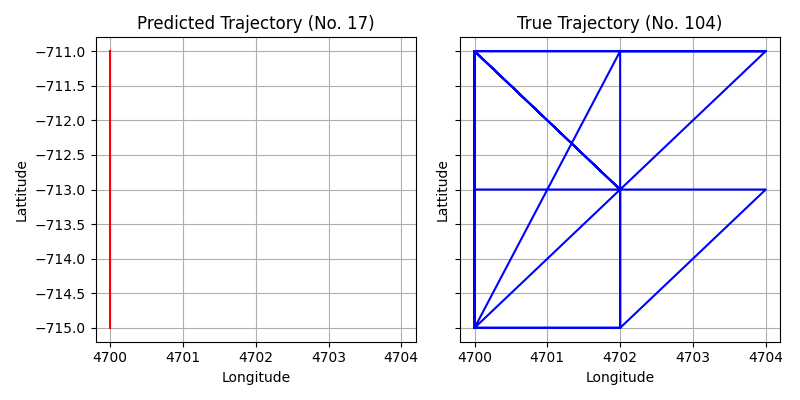 Predicted Trajectory (No. 17)
True Trajectory (No. 104)
Lattitude
−711.0
−711.5
−712.0
−712.5
−713.0
−713.5
−714.0
−714.5
−715.0
4700 4701 4702 4703 4704
Longitude
Lattitude
4700 4701 4702 4703 4704
Longitude